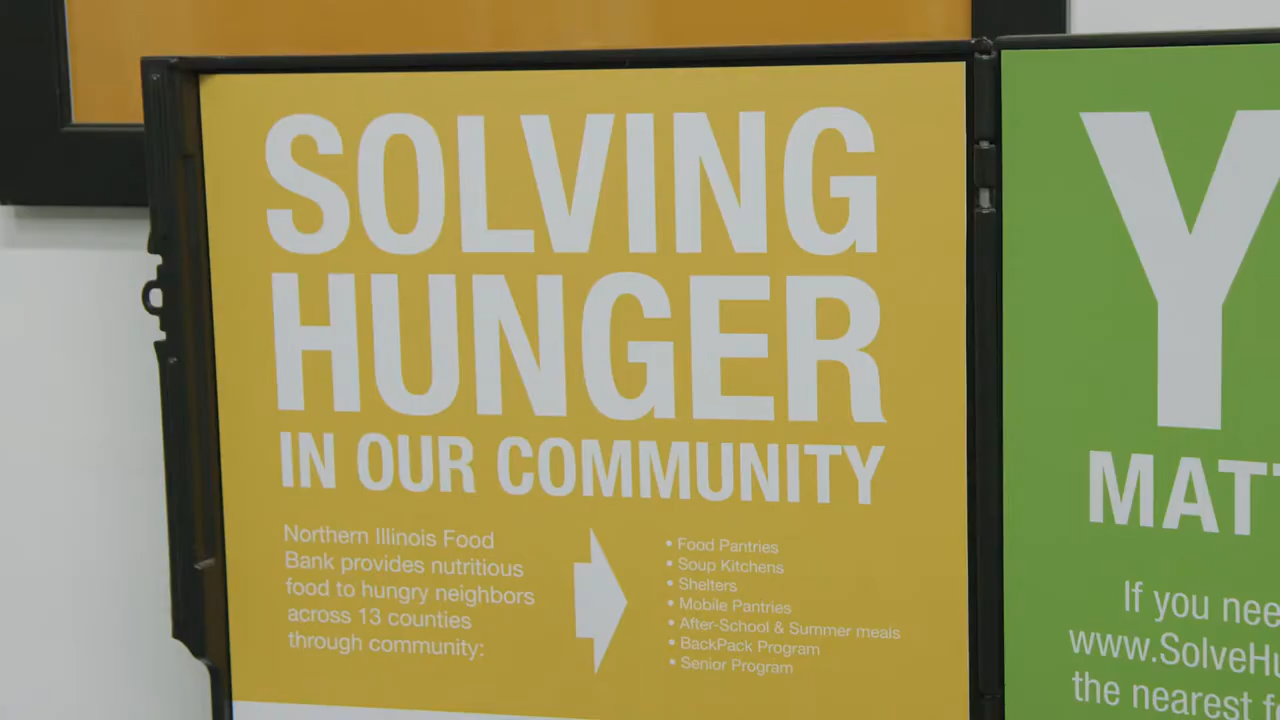 SOLVING
HUNGER
IN OUR COMMUNITY
Northern Illinois Food
Bank provides nutritious
food to hungry neighbors
across 13 counties
through community:
• Food Pantries
• Soup Kitchens
• Shelters
• Mobile Pantries
• After-School & Summer meals
• BackPack Program
• Senior Program
Y
MATT
If you nee
www.SolveHu
the nearest f